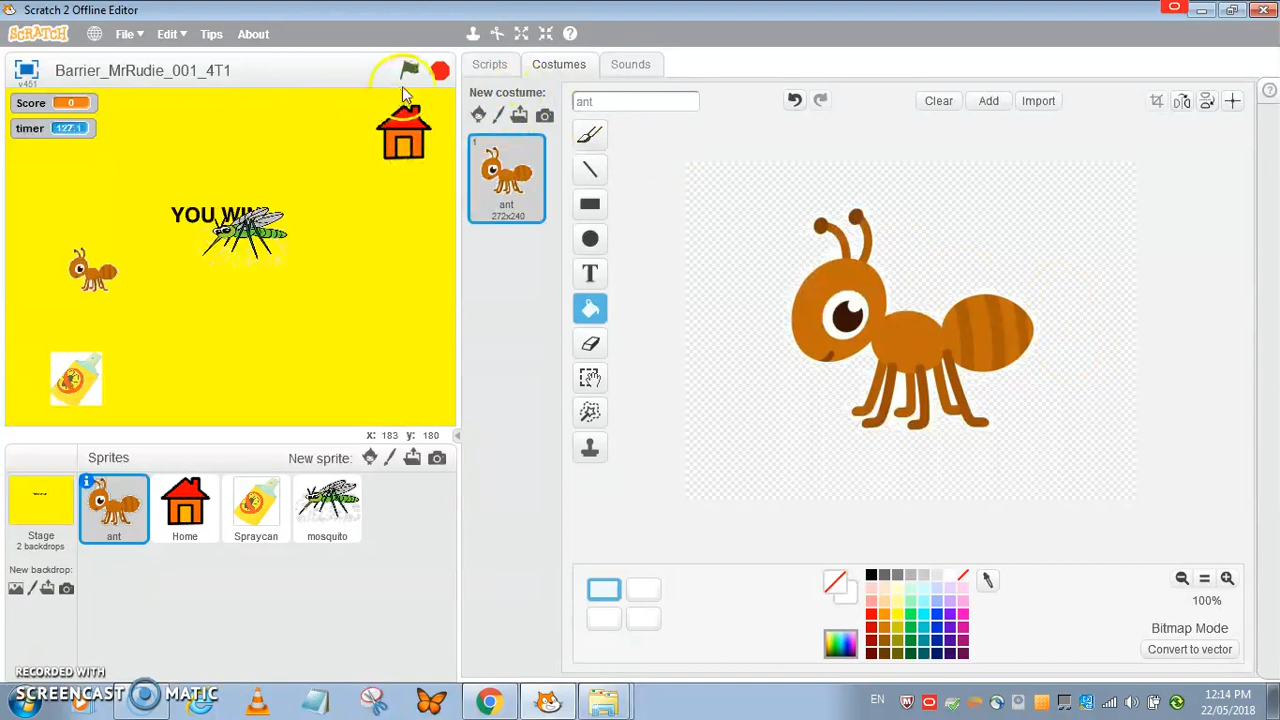 Scratch 2 Offline Editor
SCRATCH File Edit Tips About
v461
Barrier_MrRudie_001_4T1
Score 0
timer 127.1
YOU WIN
x: 183 y: 180
Sprites New sprite:
Stage
2 backdrops
New backdrop:
ant
Home
Spraycan
mosquito
Scripts Costumes Sounds
New costume:
1
ant
272x240
ant
Clear Add Import
T
100%
Bitmap Mode
Convert to vector
RECORDED WITH
SCREENCAST MATIC
EN
12:14 PM
22/05/2018